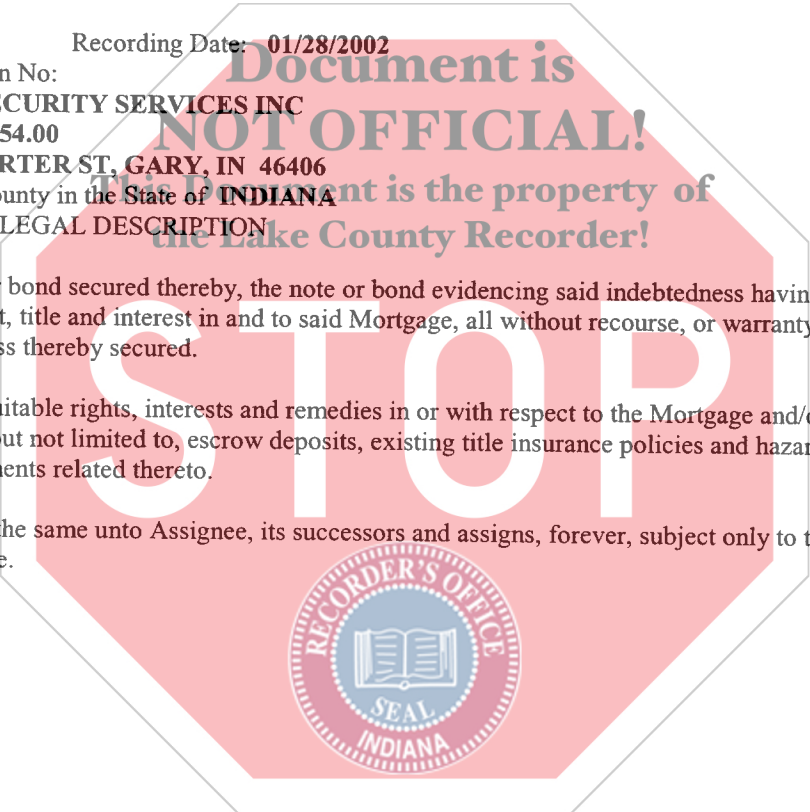 Recording Date: 01/28/2002
n No:
ECURITY SERVICES INC
54.00
RTER ST, GARY, IN 46406
ounty in the State of INDIANA
LEGAL DESCRIPTION
Document is
NOT OFFICIAL!
This Document is the property of
the Lake County Recorder!
bond secured thereby, the note or bond evidencing said indebtedness havin
t, title and interest in and to said Mortgage, all without recourse, or warranty
ss thereby secured.
uitable rights, interests and remedies in or with respect to the Mortgage and/
out not limited to, escrow deposits, existing title insurance policies and hazar
ments related thereto.
the same unto Assignee, its successors and assigns, forever, subject only to t
e.
STOP
RECORDER'S OFFICE
SEAL
INDIANA